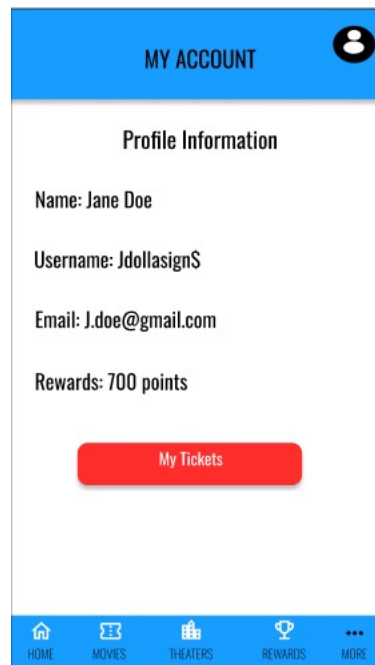 MY ACCOUNT
Profile Information
Name: Jane Doe
Username: Jdollasign$
Email: J.doe@gmail.com
Rewards: 700 points
My Tickets
HOME MOVIES THEATERS REWARDS MORE